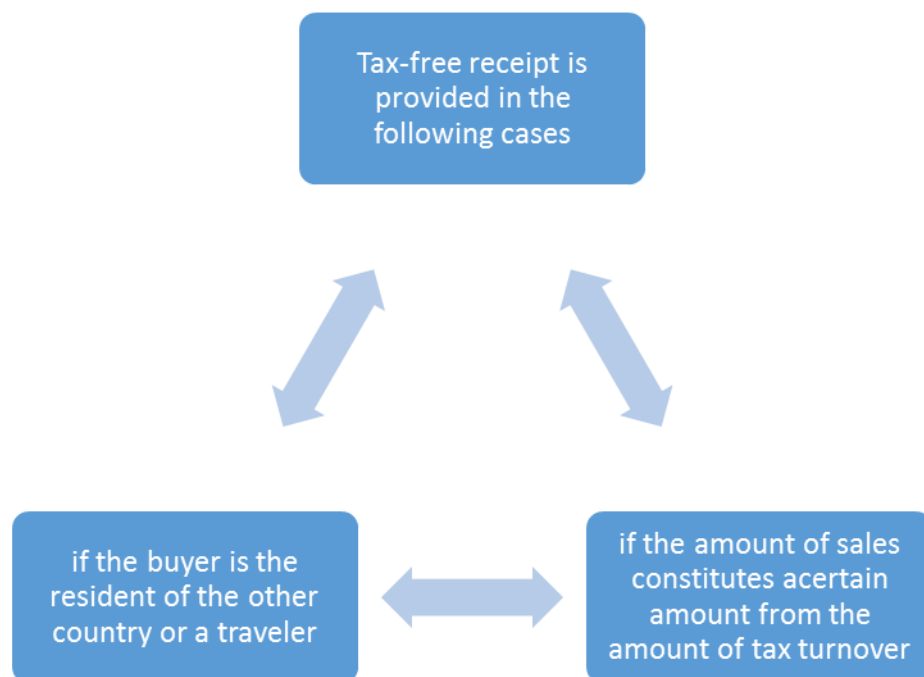 Tax-free receipt is
provided in the
following cases
if the buyer is the
resident of the other
country or a traveler
if the amount of sales
constitutes acertain
amount from the
amount of tax turnover